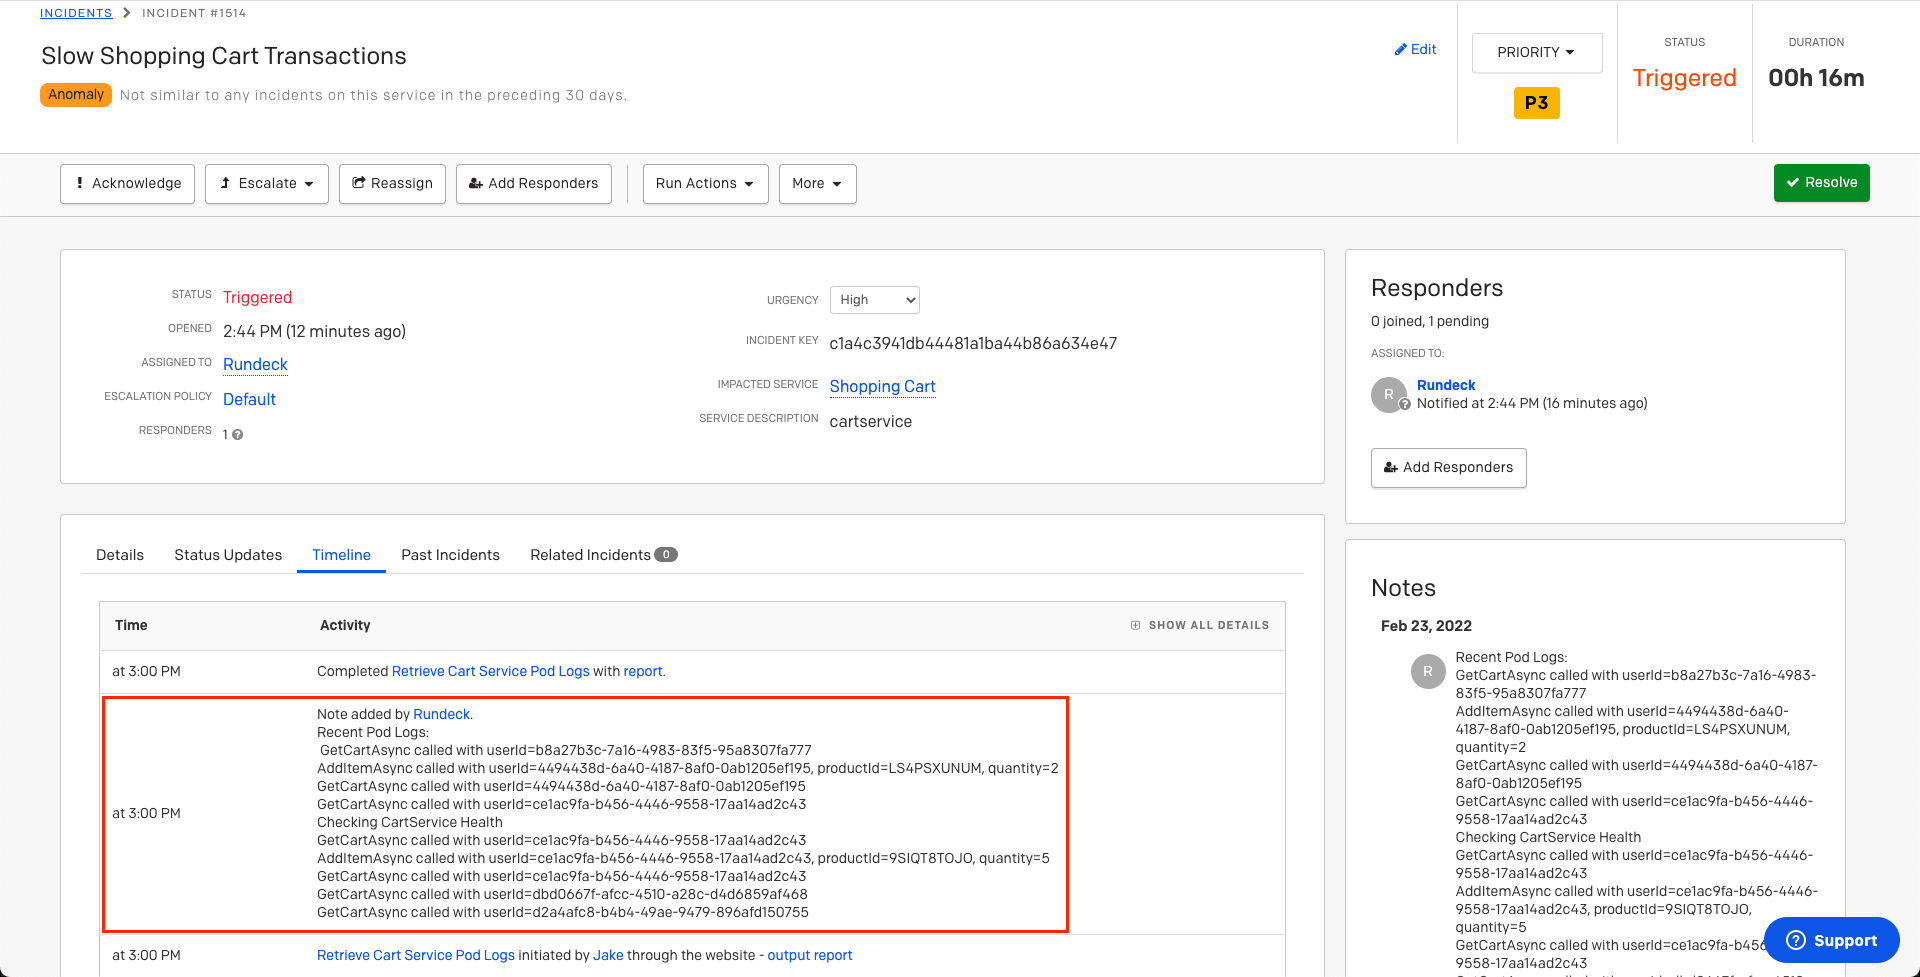 INCIDENTS > INCIDENT #1514
Slow Shopping Cart Transactions
Anomaly Not similar to any incidents on this service in the preceding 30 days.
Edit
PRIORITY
P3
STATUS
Triggered
DURATION
00h 16m
Acknowledge
Escalate
Reassign
Add Responders
Run Actions
More
Resolve
STATUS Triggered
OPENED 2:44 PM (12 minutes ago)
ASSIGNED TO Rundeck
ESCALATION POLICY Default
RESPONDERS 1 ?
URGENCY High
INCIDENT KEY c1a4c3941db44481a1ba44b86a634e47
IMPACTED SERVICE Shopping Cart
SERVICE DESCRIPTION cartservice
Responders
0 joined, 1 pending
ASSIGNED TO:
R ?
Rundeck
Notified at 2:44 PM (16 minutes ago)
Add Responders
Details
Status Updates
Timeline
Past Incidents
Related Incidents 0
Time
Activity
SHOW ALL DETAILS
at 3:00 PM
Completed Retrieve Cart Service Pod Logs with report.
at 3:00 PM
Note added by Rundeck.
Recent Pod Logs:
GetCartAsync called with userId=b8a27b3c-7a16-4983-83f5-95a8307fa777
AddItemAsync called with userId=4494438d-6a40-4187-8af0-0ab1205ef195, productId=LS4PSXUNUM, quantity=2
GetCartAsync called with userId=4494438d-6a40-4187-8af0-0ab1205ef195
GetCartAsync called with userId=ce1ac9fa-b456-4446-9558-17aa14ad2c43
Checking CartService Health
GetCartAsync called with userId=ce1ac9fa-b456-4446-9558-17aa14ad2c43
AddItemAsync called with userId=ce1ac9fa-b456-4446-9558-17aa14ad2c43, productId=9SIQT8TOJO, quantity=5
GetCartAsync called with userId=ce1ac9fa-b456-4446-9558-17aa14ad2c43
GetCartAsync called with userId=dbd0667f-afcc-4510-a28c-d4d6859af468
GetCartAsync called with userId=d2a4afc8-b4b4-49ae-9479-896afd150755
at 3:00 PM
Retrieve Cart Service Pod Logs initiated by Jake through the website - output report
Notes
Feb 23, 2022
R
Recent Pod Logs:
GetCartAsync called with userId=b8a27b3c-7a16-4983-
83f5-95a8307fa777
AddItemAsync called with userId=4494438d-6a40-
4187-8af0-0ab1205ef195, productId=LS4PSXUNUM,
quantity=2
GetCartAsync called with userId=4494438d-6a40-4187-
8af0-0ab1205ef195
GetCartAsync called with userId=ce1ac9fa-b456-4446-
9558-17aa14ad2c43
Checking CartService Health
GetCartAsync called with userId=ce1ac9fa-b456-4446-
9558-17aa14ad2c43
AddItemAsync called with userId=ce1ac9fa-b456-4446-
9558-17aa14ad2c43, productId=9SIQT8TOJO,
quantity=5
GetCartAsync called with userId=ce1ac9fa-b456
9558-17aa14ad2c43
? Support